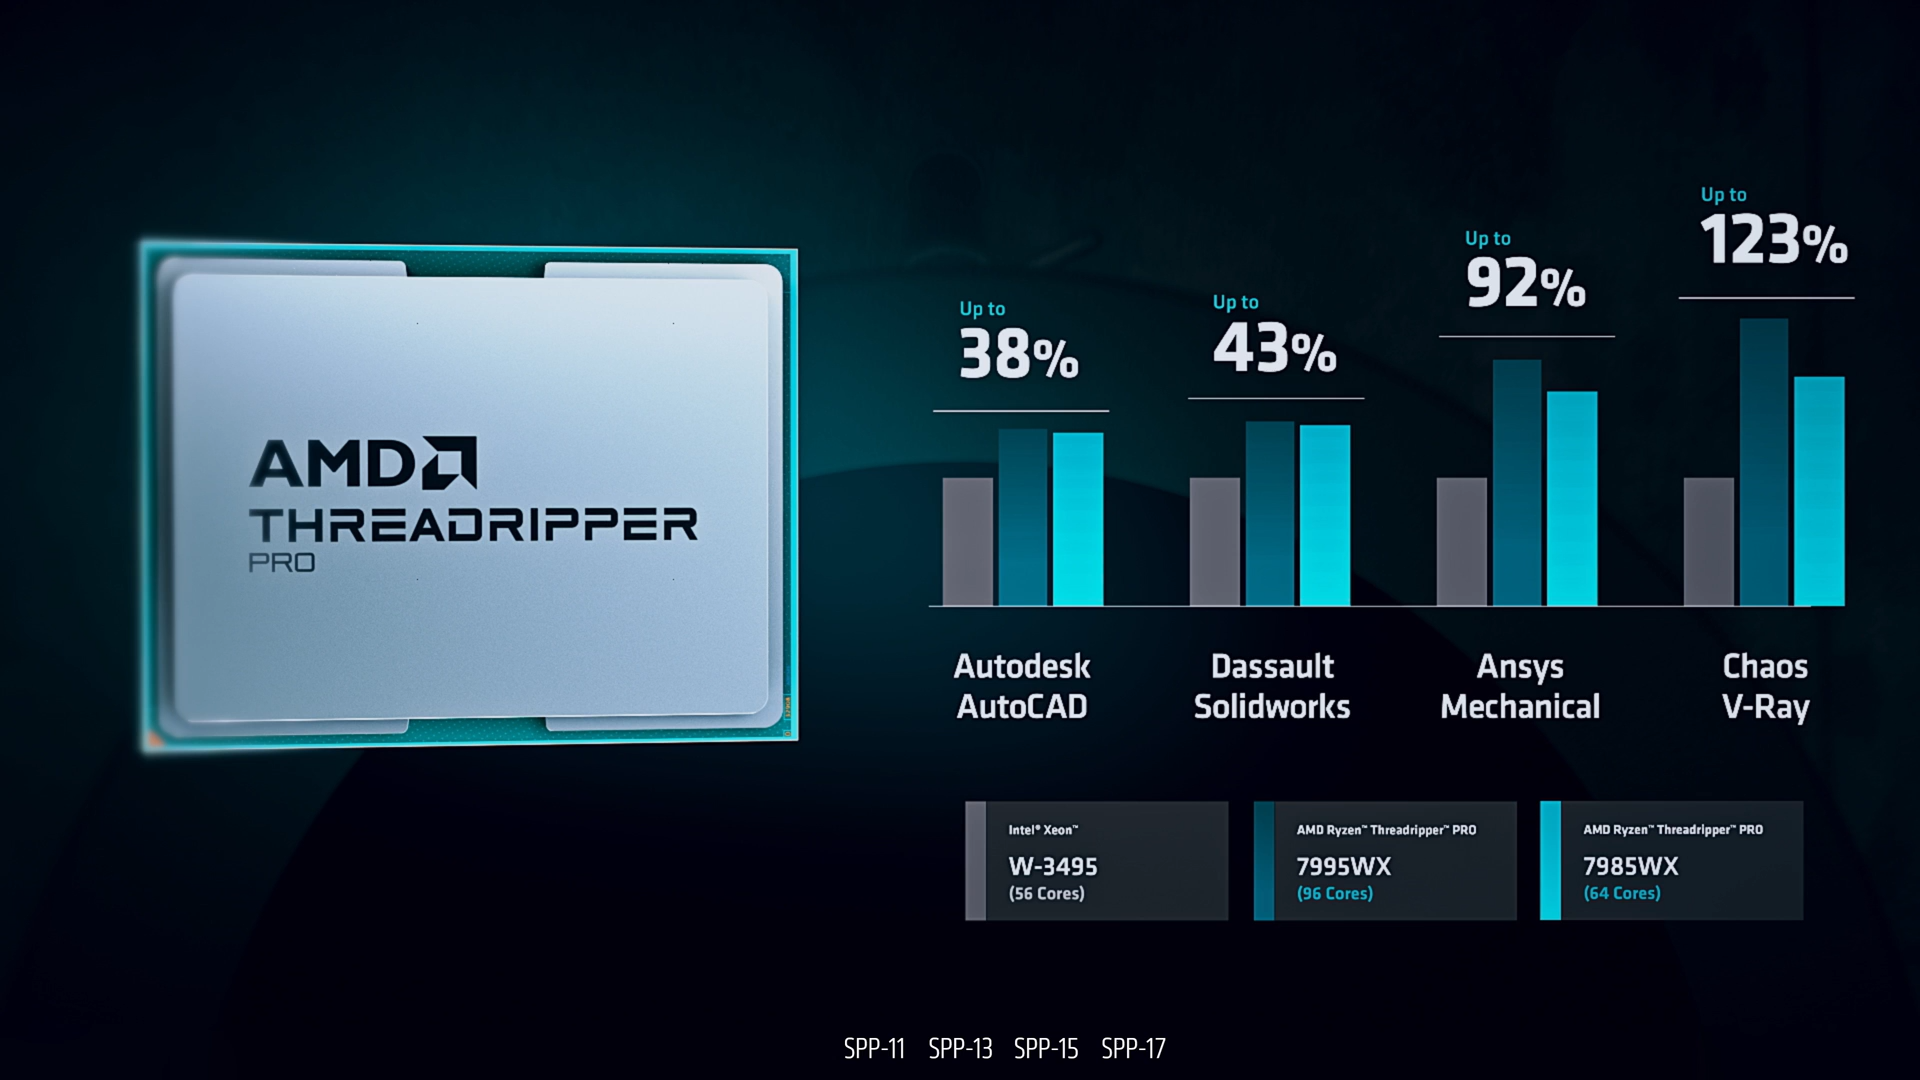 AMD
THREADRIPPER
PRO
Up to
38%
Up to
43%
Up to
92%
Up to
123%
Autodesk
AutoCAD
Dassault
Solidworks
Ansys
Mechanical
Chaos
V-Ray
Intel® Xeon™
W-3495
(56 Cores)
AMD Ryzen™ Threadripper™ PRO
7995WX
(96 Cores)
AMD Ryzen™ Threadripper™ PRO
7985WX
(64 Cores)
SPP-11 SPP-13 SPP-15 SPP-17